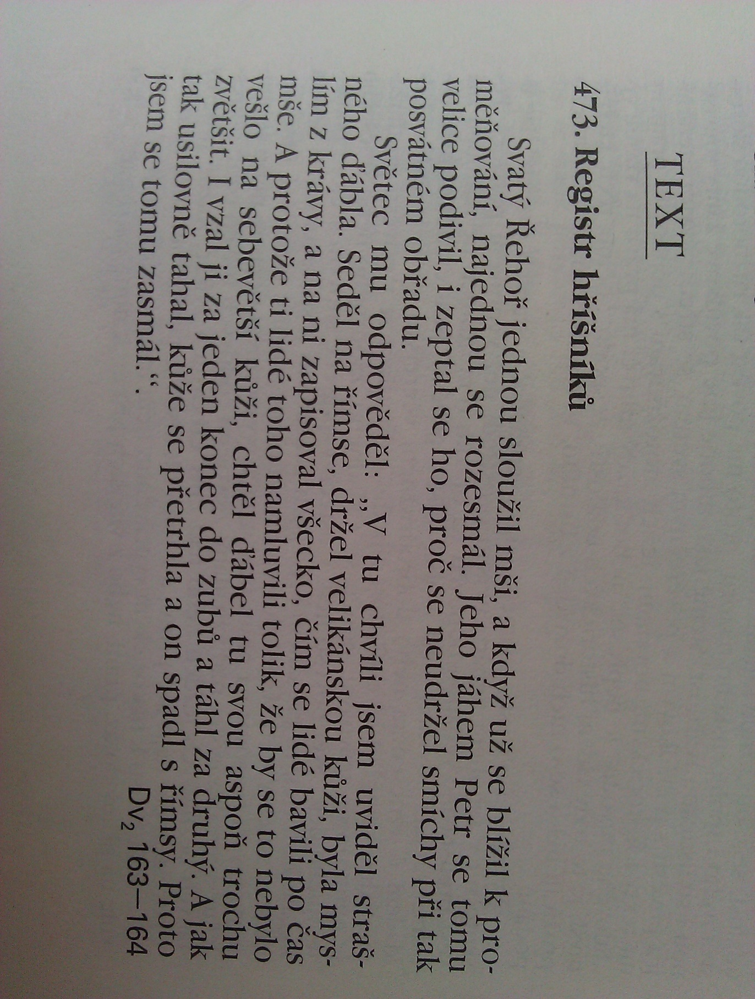 TEXT
473. Registr hříšníků
Svatý Řehoř jednou sloužil mši, a když už se blížil k pro-
měňování, najednou se rozesmál. Jeho jáhem Petr se tomu
velice podivil, i zeptal se ho, proč se neudržel smíchy při tak
posvátném obřadu.
Světec mu odpověděl: „V tu chvíli jsem uviděl straš-
ného ďábla. Seděl na římse, držel velikánskou kůži, byla mys-
lím z krávy, a na ni zapisoval všecko, čím se lidé bavili po čas
mše. A protože ti lidé toho namluvili tolik, že by se to nebylo
vešlo na sebevětší kůži, chtěl ďábel tu svou aspoň trochu
zvětšit. I vzal ji za jeden konec do zubů a táhl za druhý. A jak
tak usilovně tahal, kůže se přetrhla a on spadl s římsy. Proto
jsem se tomu zasmál.“ .
Dv₂ 163—164